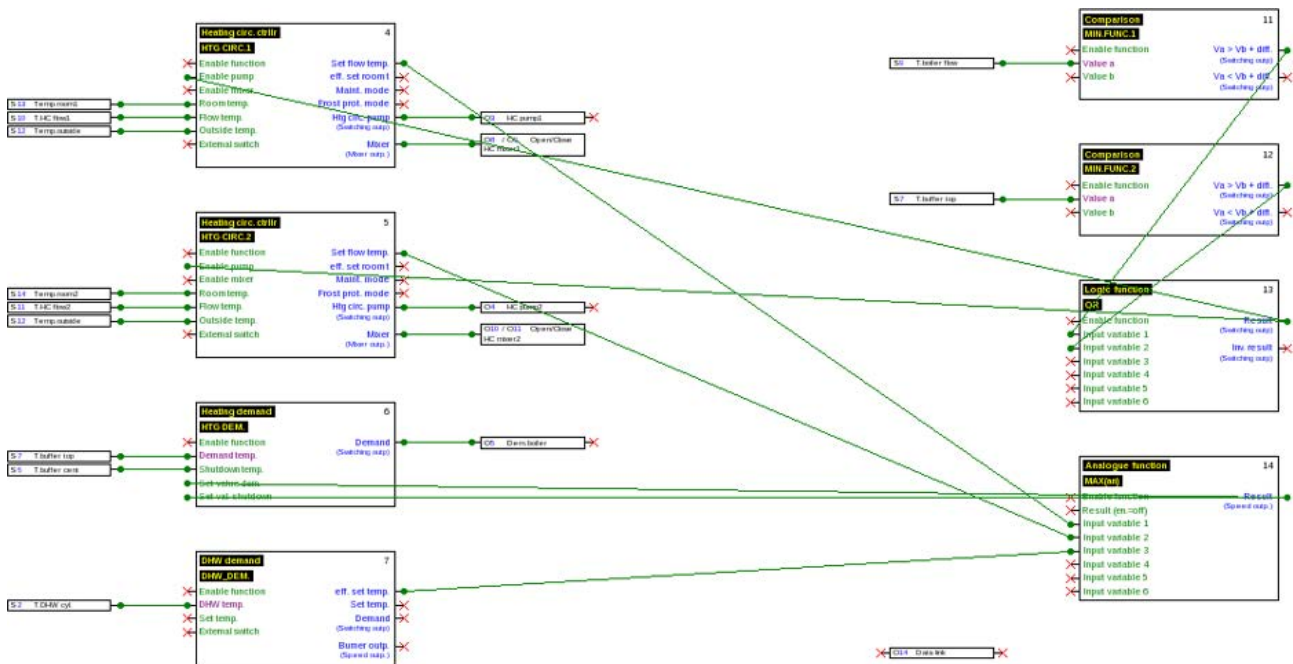 Heating circ. ctrllr 4
HTG CIRC.1
Enable function Set flow temp.
Enable pump eff. set room t
Enable mixer Maint. mode
S13 Temp.room1 Room temp. Frost prot. mode
S10 T.HC flow1 Flow temp. Htg circ. pump O9 HC pump1
(Switching outp)
S12 Temp.outside Outside temp.
External switch Mixer O8 / O9 Open/Close
(Mixer outp.) HC mixer1
Heating circ. ctrllr 5
HTG CIRC.2
Enable function Set flow temp.
Enable pump eff. set room t
Enable mixer Maint. mode
S14 Temp.room2 Room temp. Frost prot. mode
S11 T.HC flow2 Flow temp. Htg circ. pump O4 HC pump2
(Switching outp)
S12 Temp.outside Outside temp.
External switch Mixer O10 / O11 Open/Close
(Mixer outp.) HC mixer2
Heating demand 6
HTG DEM.
Enable function Demand O5 Dem.boiler
(Switching outp)
S7 T.buffer top Demand temp.
T.buffer cent Shutdown temp.
Set value dem.
Set val. shutdown
DHW demand 7
DHW_DEM.
Enable function eff. set temp.
S2 T.DHW cyl. DHW temp. Set temp.
Set temp. Demand
(Switching outp)
External switch
Burner outp.
(Speed outp.)
Comparison 11
MIN.FUNC.1
Enable function Va > Vb + diff.
(Switching outp)
T.boiler flow Value a
Value b Va < Vb + diff.
(Switching outp)
Comparison 12
MIN.FUNC.2
Enable function Va > Vb + diff.
(Switching outp)
S7 T.buffer top Value a
Value b Va < Vb + diff.
(Switching outp)
Logic function 13
OR
Enable function Result
(Switching outp)
Input variable 1
Input variable 2 Inv. result
(Switching outp)
Input variable 3
Input variable 4
Input variable 5
Input variable 6
Analogue function 14
MAX(an)
Enable function Result
(Speed outp.)
Result (en.=off)
Input variable 1
Input variable 2
Input variable 3
Input variable 4
Input variable 5
Input variable 6
O14 Data link